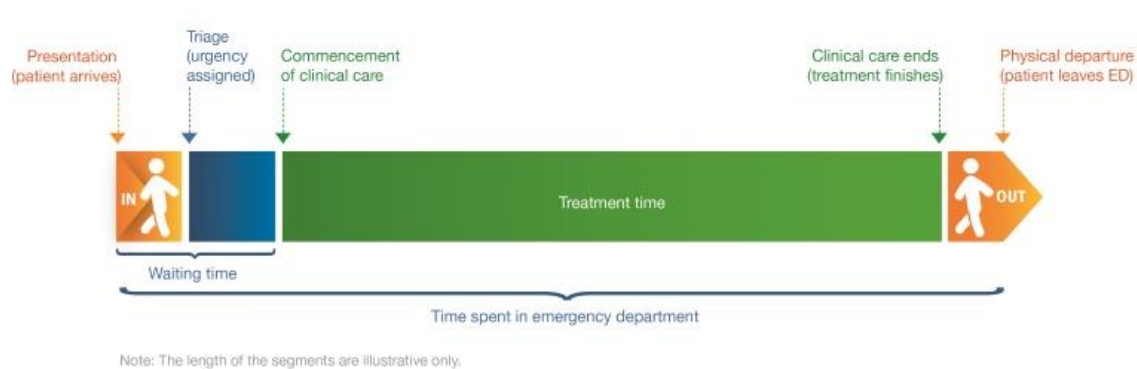 Presentation
(patient arrives)
Triage
(urgency
assigned)
Commencement
of clinical care
Clinical care ends
(treatment finishes)
Physical departure
(patient leaves ED)
IN
Treatment time
OUT
Waiting time
Time spent in emergency department
Note: The length of the segments are illustrative only.